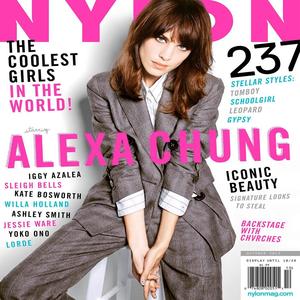 NYLON
THE
COOLEST
GIRLS
IN THE
WORLD!
237
STELLAR STYLES:
TOMBOY
SCHOOLGIRL
LEOPARD
GYPSY
starring
ALEXA CHUNG
IGGY AZALEA
SLEIGH BELLS
KATE BOSWORTH
WILLA HOLLAND
ASHLEY SMITH
JESSIE WARE
YOKO ONO
LORDE
ICONIC
BEAUTY
SIGNATURE LOOKS
TO STEAL
BACKSTAGE
WITH
CHVRCHES
DISPLAY UNTIL
nylonmag.com